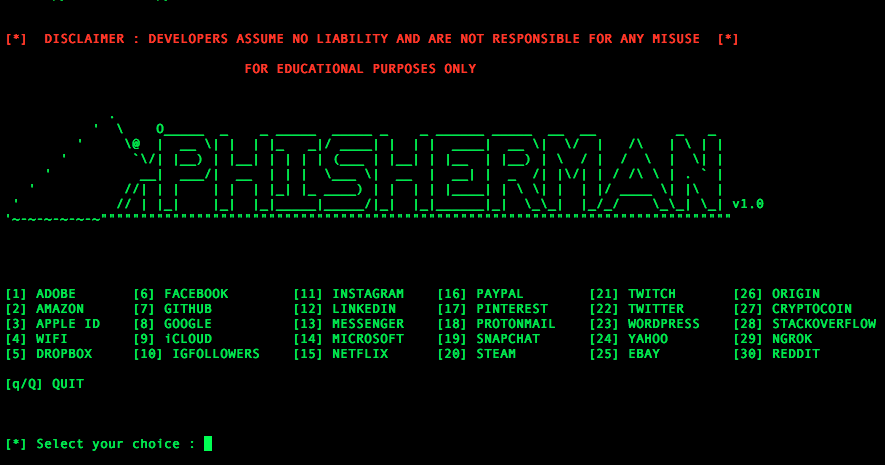 [*] DISCLAIMER : DEVELOPERS ASSUME NO LIABILITY AND ARE NOT RESPONSIBLE FOR ANY MISUSE [*]
FOR EDUCATIONAL PURPOSES ONLY
PHISHERMAN v1.0
[1] ADOBE [6] FACEBOOK [11] INSTAGRAM [16] PAYPAL [21] TWITCH [26] ORIGIN
[2] AMAZON [7] GITHUB [12] LINKEDIN [17] PINTEREST [22] TWITTER [27] CRYPTOCOIN
[3] APPLE ID [8] GOOGLE [13] MESSENGER [18] PROTONMAIL [23] WORDPRESS [28] STACKOVERFLOW
[4] WIFI [9] iCLOUD [14] MICROSOFT [19] SNAPCHAT [24] YAHOO [29] NGROK
[5] DROPBOX [10] IGFOLLOWERS [15] NETFLIX [20] STEAM [25] EBAY [30] REDDIT
[q/Q] QUIT
[*] Select your choice :